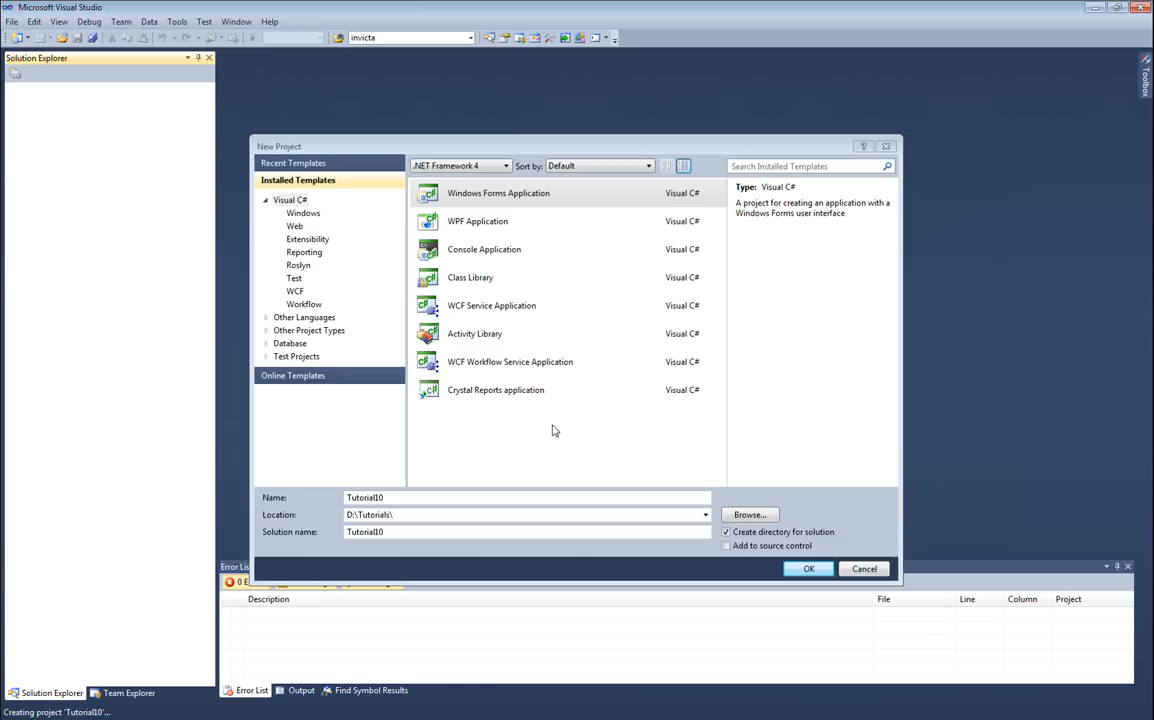 Microsoft Visual Studio
File Edit View Debug Team Data Tools Test Window Help
invicta
Solution Explorer
Toolbox
New Project
Recent Templates
.NET Framework 4 Sort by: Default Search Installed Templates
Installed Templates
Visual C#
Windows
Web
Extensibility
Reporting
Roslyn
Test
WCF
Workflow
Other Languages
Other Project Types
Database
Test Projects
Online Templates
Windows Forms Application Visual C#
WPF Application Visual C#
Console Application Visual C#
Class Library Visual C#
WCF Service Application Visual C#
Activity Library Visual C#
WCF Workflow Service Application Visual C#
Crystal Reports application Visual C#
Type: Visual C#
A project for creating an application with a
Windows Forms user interface
Name: Tutorial10
Location: D:\Tutorials\ Browse...
Solution name: Tutorial10 Create directory for solution
Add to source control
OK Cancel
Error List
0 E
Description File Line Column Project
Solution Explorer Team Explorer Error List Output Find Symbol Results
Creating project 'Tutorial10'...